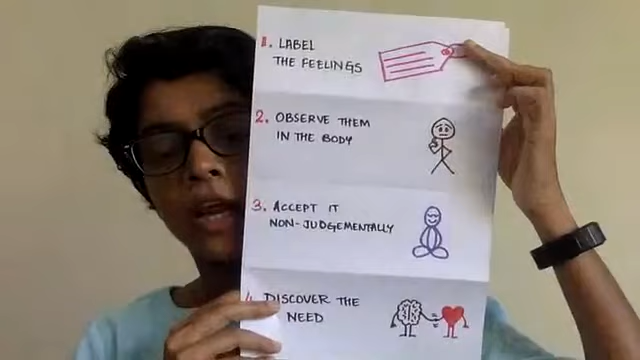 1. LABEL
THE FEELINGS
2. OBSERVE THEM
IN THE BODY
3. ACCEPT IT
NON-JUDGEMENTALLY
4. DISCOVER THE
NEED